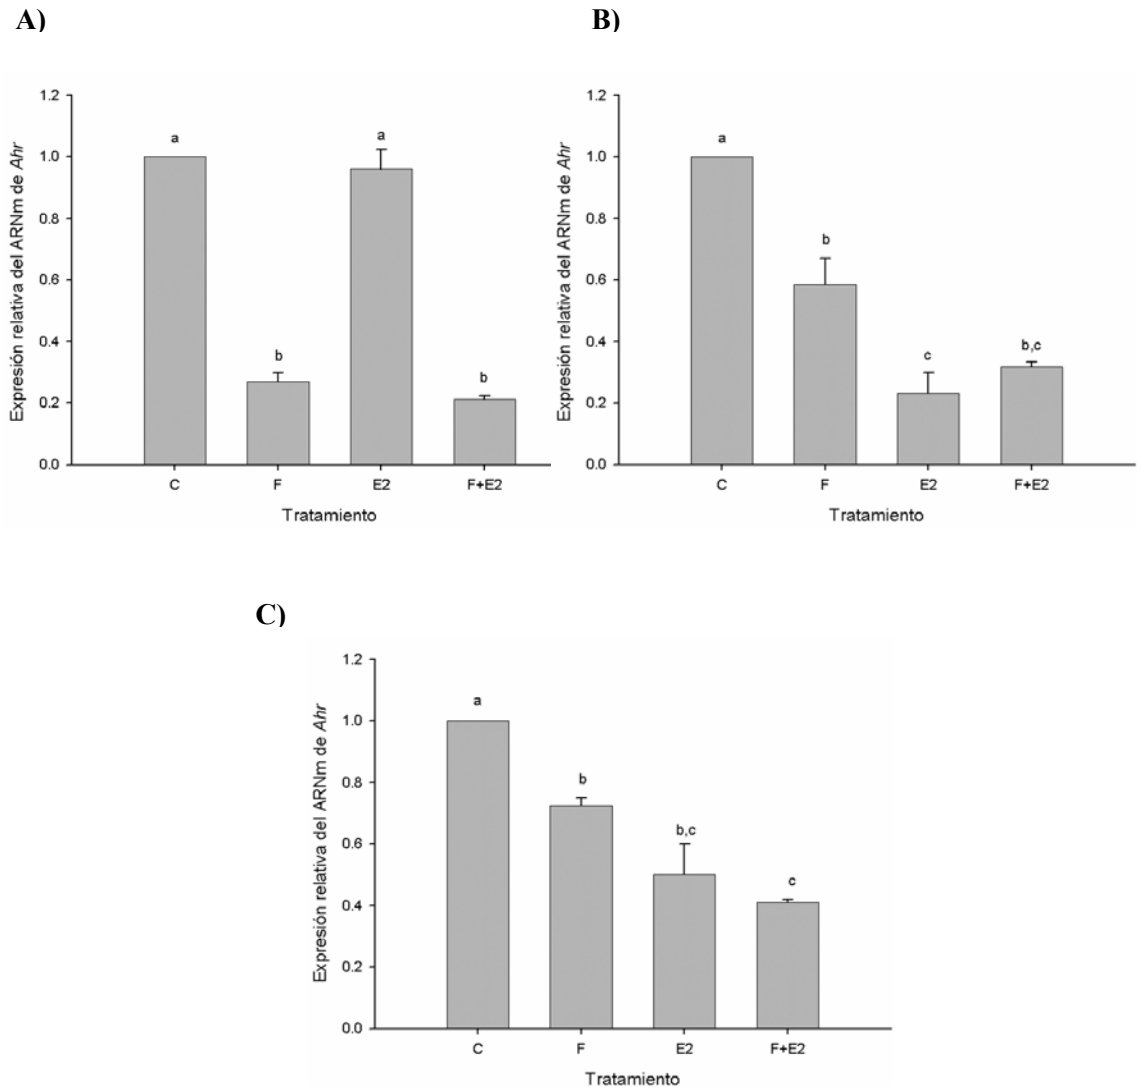 A)
Expresión relativa del ARNm de Ahr
1.2
1.0
0.8
0.6
0.4
0.2
0.0
a
b
a
b
C
F
E2
F+E2
Tratamiento
B)
Expresión relativa del ARNm de Ahr
1.2
1.0
0.8
0.6
0.4
0.2
0.0
a
b
c
b,c
C
F
E2
F+E2
Tratamiento
C)
Expresión relativa del ARNm de Ahr
1.2
1.0
0.8
0.6
0.4
0.2
0.0
a
b
b,c
c
C
F
E2
F+E2
Tratamiento